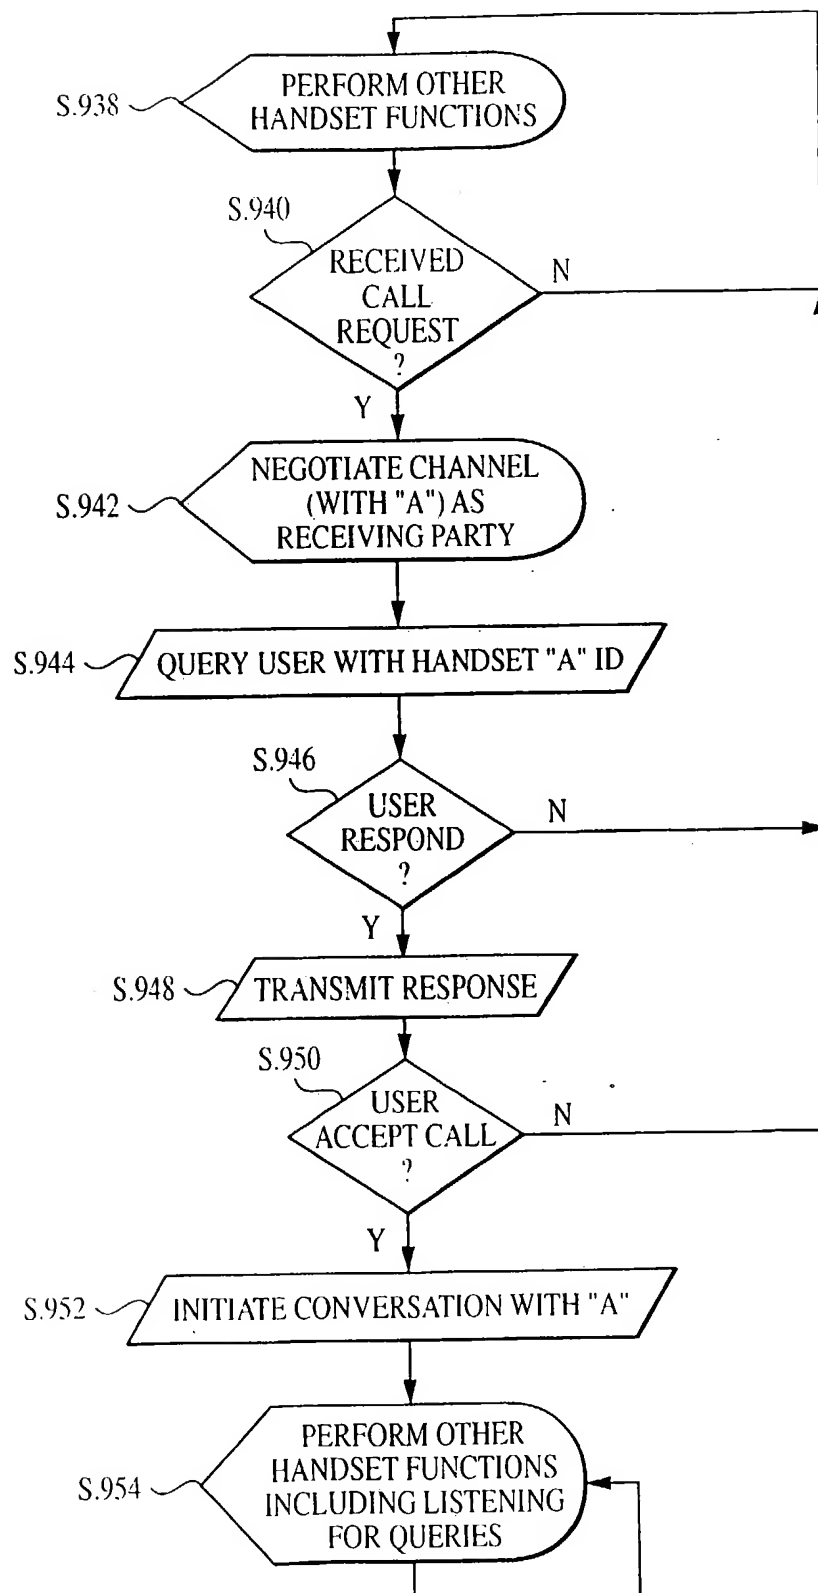 S.938
PERFORM OTHER
HANDSET FUNCTIONS
S.940
RECEIVED
CALL
REQUEST
?
N
Y
S.942
NEGOTIATE CHANNEL
(WITH "A") AS
RECEIVING PARTY
S.944
QUERY USER WITH HANDSET "A" ID
S.946
USER
RESPOND
?
N
Y
S.948
TRANSMIT RESPONSE
S.950
USER
ACCEPT CALL
?
N
Y
S.952
INITIATE CONVERSATION WITH "A"
S.954
PERFORM OTHER
HANDSET FUNCTIONS
INCLUDING LISTENING
FOR QUERIES